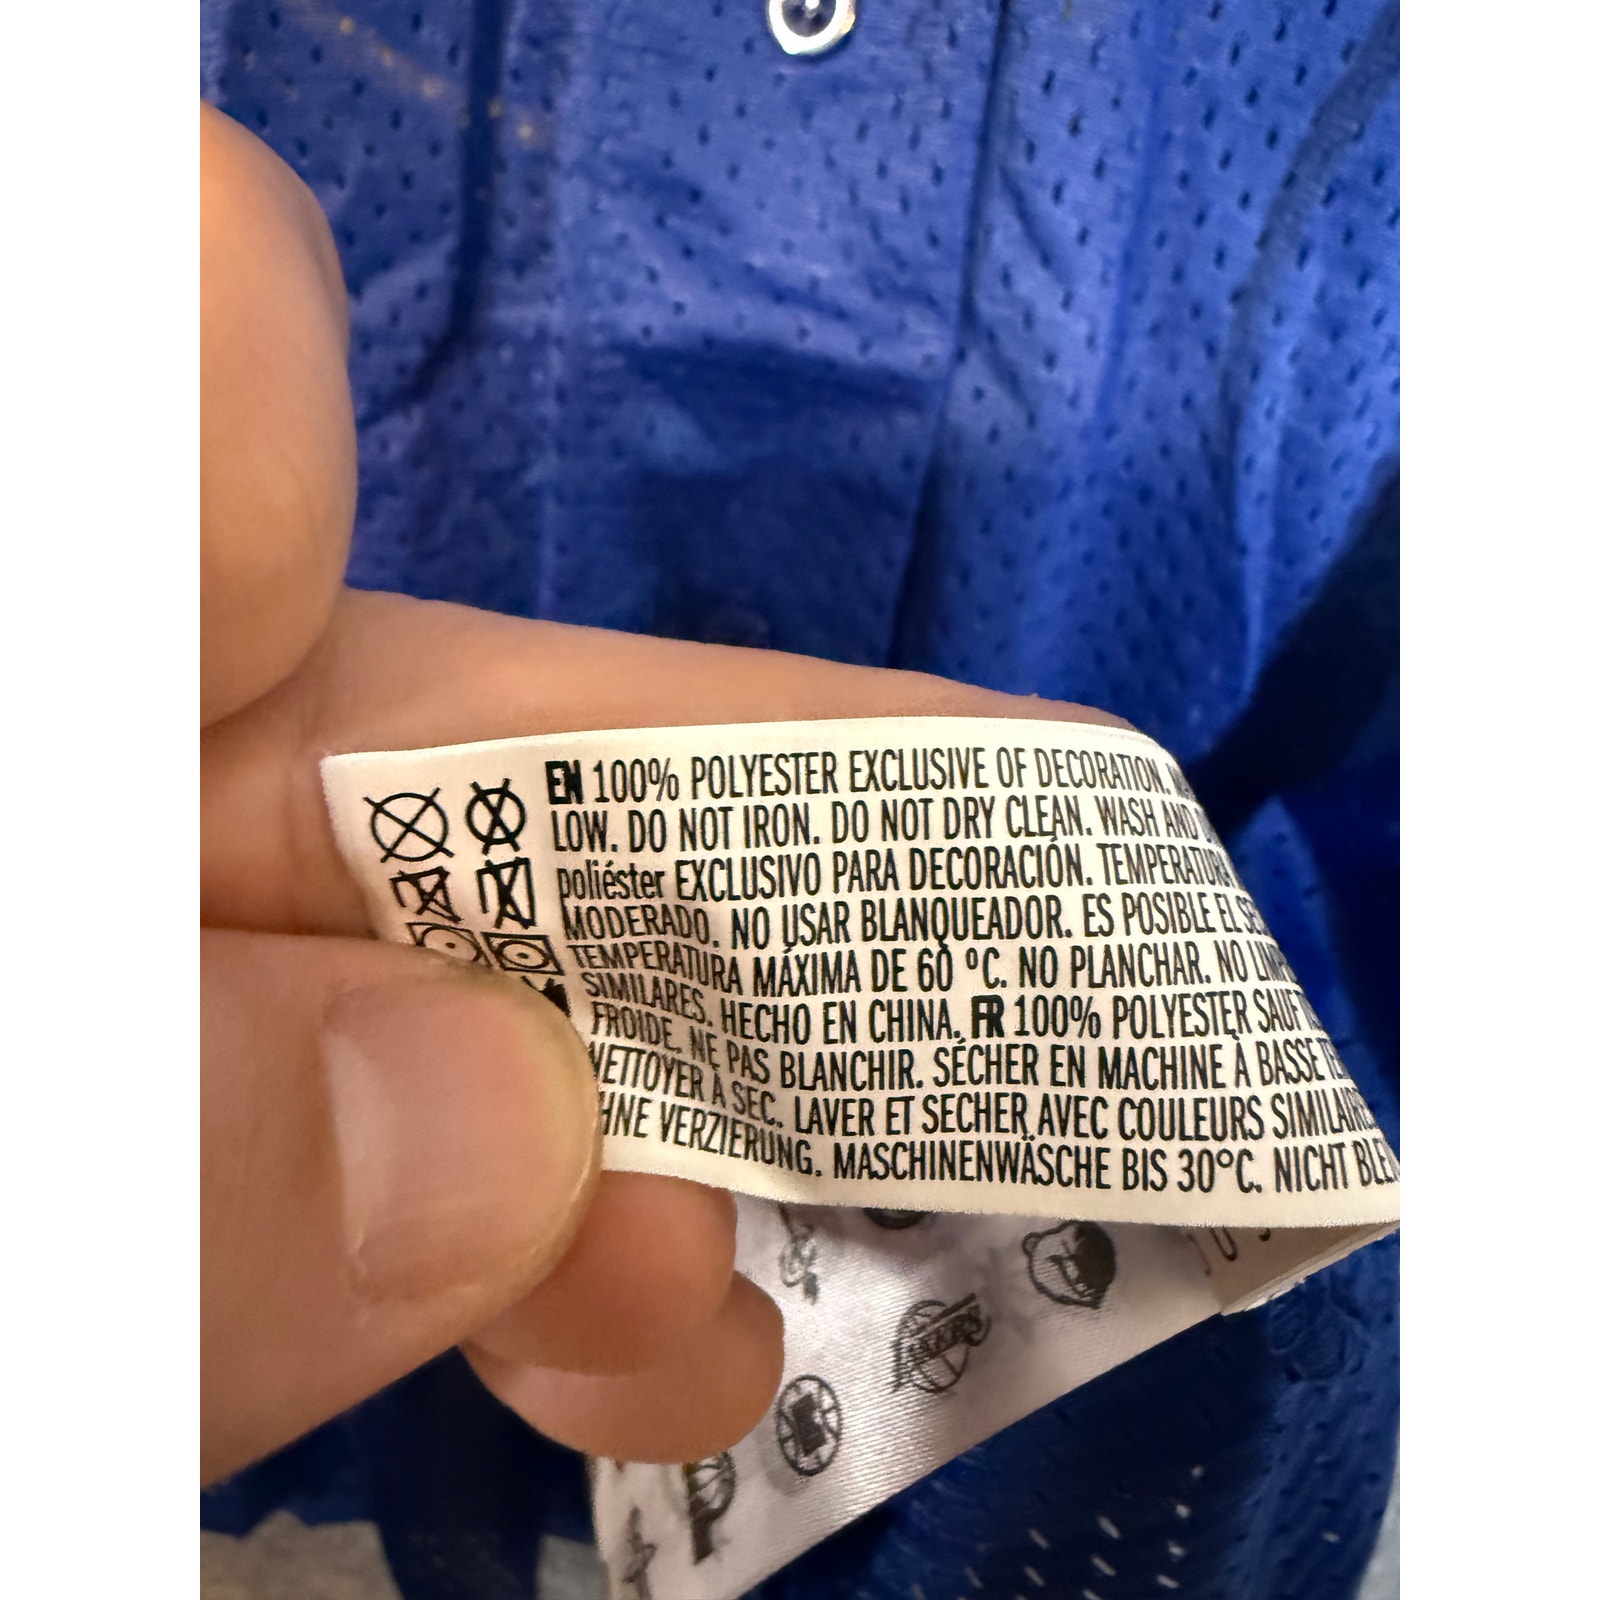 EN 100% POLYESTER EXCLUSIVE OF DECORATION.
LOW. DO NOT IRON. DO NOT DRY CLEAN. WASH AND
poliéster EXCLUSIVO PARA DECORACIÓN. TEMPERATURA
MODERADO. NO USAR BLANQUEADOR. ES POSIBLE EL
TEMPERATURA MÁXIMA DE 60 °C. NO PLANCHAR. NO
SIMILARES. HECHO EN CHINA. FR 100% POLYESTER SAUF
FROIDE. NE PAS BLANCHIR. SÉCHER EN MACHINE À BASSE
NETTOYER À SEC. LAVER ET SECHER AVEC COULEURS SIMILAIRES
HNE VERZIERUNG. MASCHINENWÄSCHE BIS 30°C. NICHT